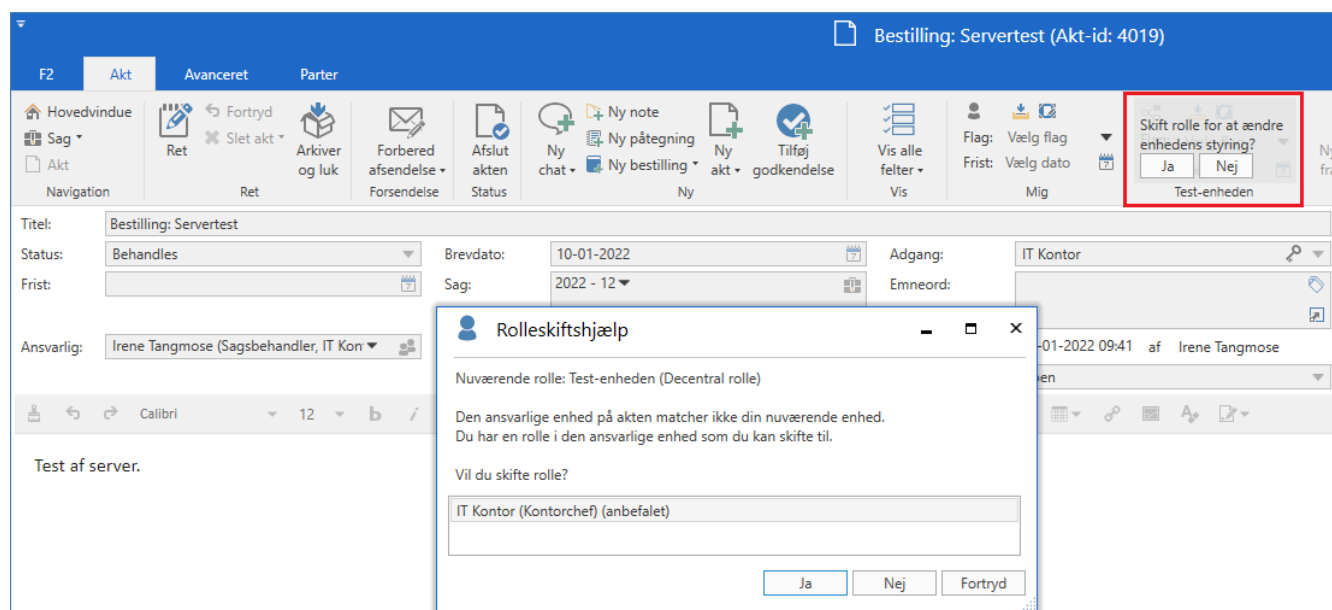 Bestilling: Servertest (Akt-id: 4019)
F2 Akt Avanceret Parter
Hovedvindue
Sag
Akt
Navigation
Ret
Fortryd
Slet akt
Arkiver
og luk
Ret
Forbered
afsendelse
Forsendelse
Afslut
akten
Status
Ny
chat
Ny note
Ny påtegning
Ny bestilling
Ny
akt
Tilføj
godkendelse
Ny
Vis alle
felter
Vis
Flag: Vælg flag
Frist: Vælg dato
Mig
Skift rolle for at ændre
enhedens styring?
Ja Nej
Test-enheden
Titel: Bestilling: Servertest
Status: Behandles Brevdato: 10-01-2022 Adgang: IT Kontor
Frist: Sag: 2022 - 12 Emneord:
Ansvarlig: Irene Tangmose (Sagsbehandler, IT Kon
-01-2022 09:41 af Irene Tangmose
Calibri 12 b i
Test af server.
Rolleskiftshjælp
Nuværende rolle: Test-enheden (Decentral rolle)
Den ansvarlige enhed på akten matcher ikke din nuværende enhed.
Du har en rolle i den ansvarlige enhed som du kan skifte til.
Vil du skifte rolle?
IT Kontor (Kontorchef) (anbefalet)
Ja Nej Fortryd